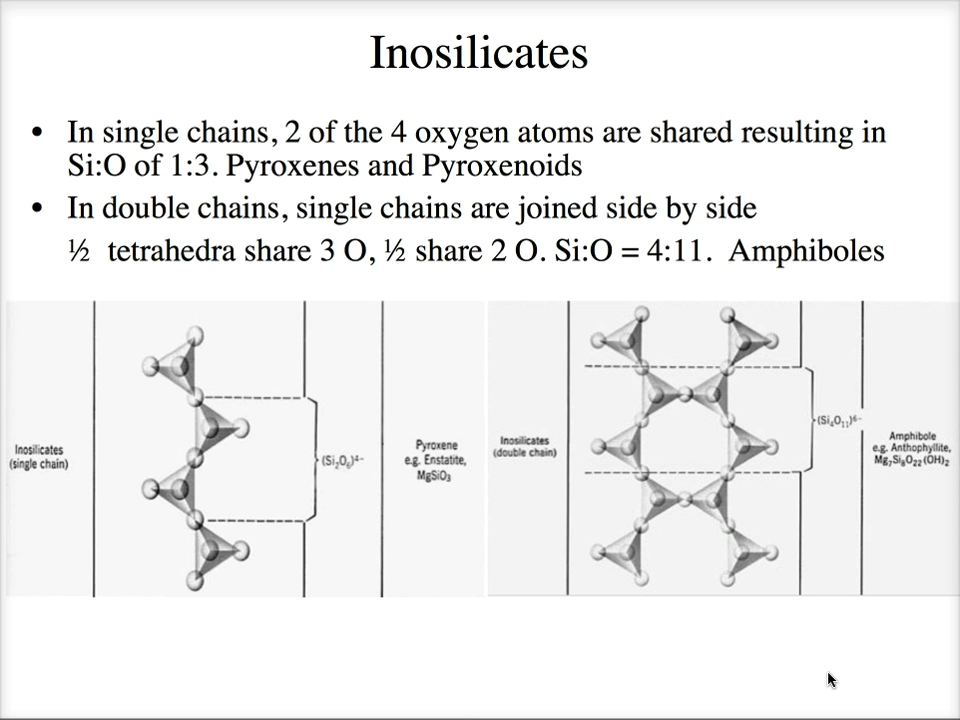 Inosilicates
• In single chains, 2 of the 4 oxygen atoms are shared resulting in
Si:O of 1:3. Pyroxenes and Pyroxenoids
• In double chains, single chains are joined side by side
½ tetrahedra share 3 O, ½ share 2 O. Si:O = 4:11. Amphiboles
Inosilicates
(single chain)
(Si₂O₆)⁴⁻
Pyroxene
e.g. Enstatite,
MgSiO₃
Inosilicates
(double chain)
(Si₄O₁₁)⁶⁻
Amphibole
e.g. Anthophyllite,
Mg₇Si₈O₂₂(OH)₂